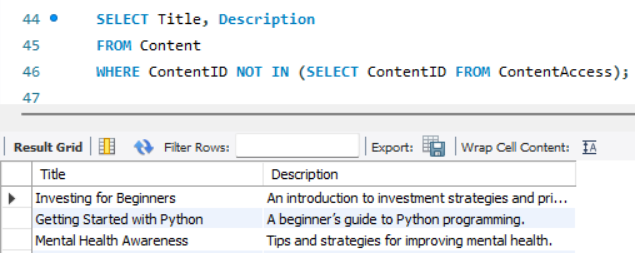 44 SELECT Title, Description
45 FROM Content
46 WHERE ContentID NOT IN (SELECT ContentID FROM ContentAccess);
47
Result Grid Filter Rows: Export: Wrap Cell Content:
Title Description
Investing for Beginners An introduction to investment strategies and pri...
Getting Started with Python A beginner’s guide to Python programming.
Mental Health Awareness Tips and strategies for improving mental health.